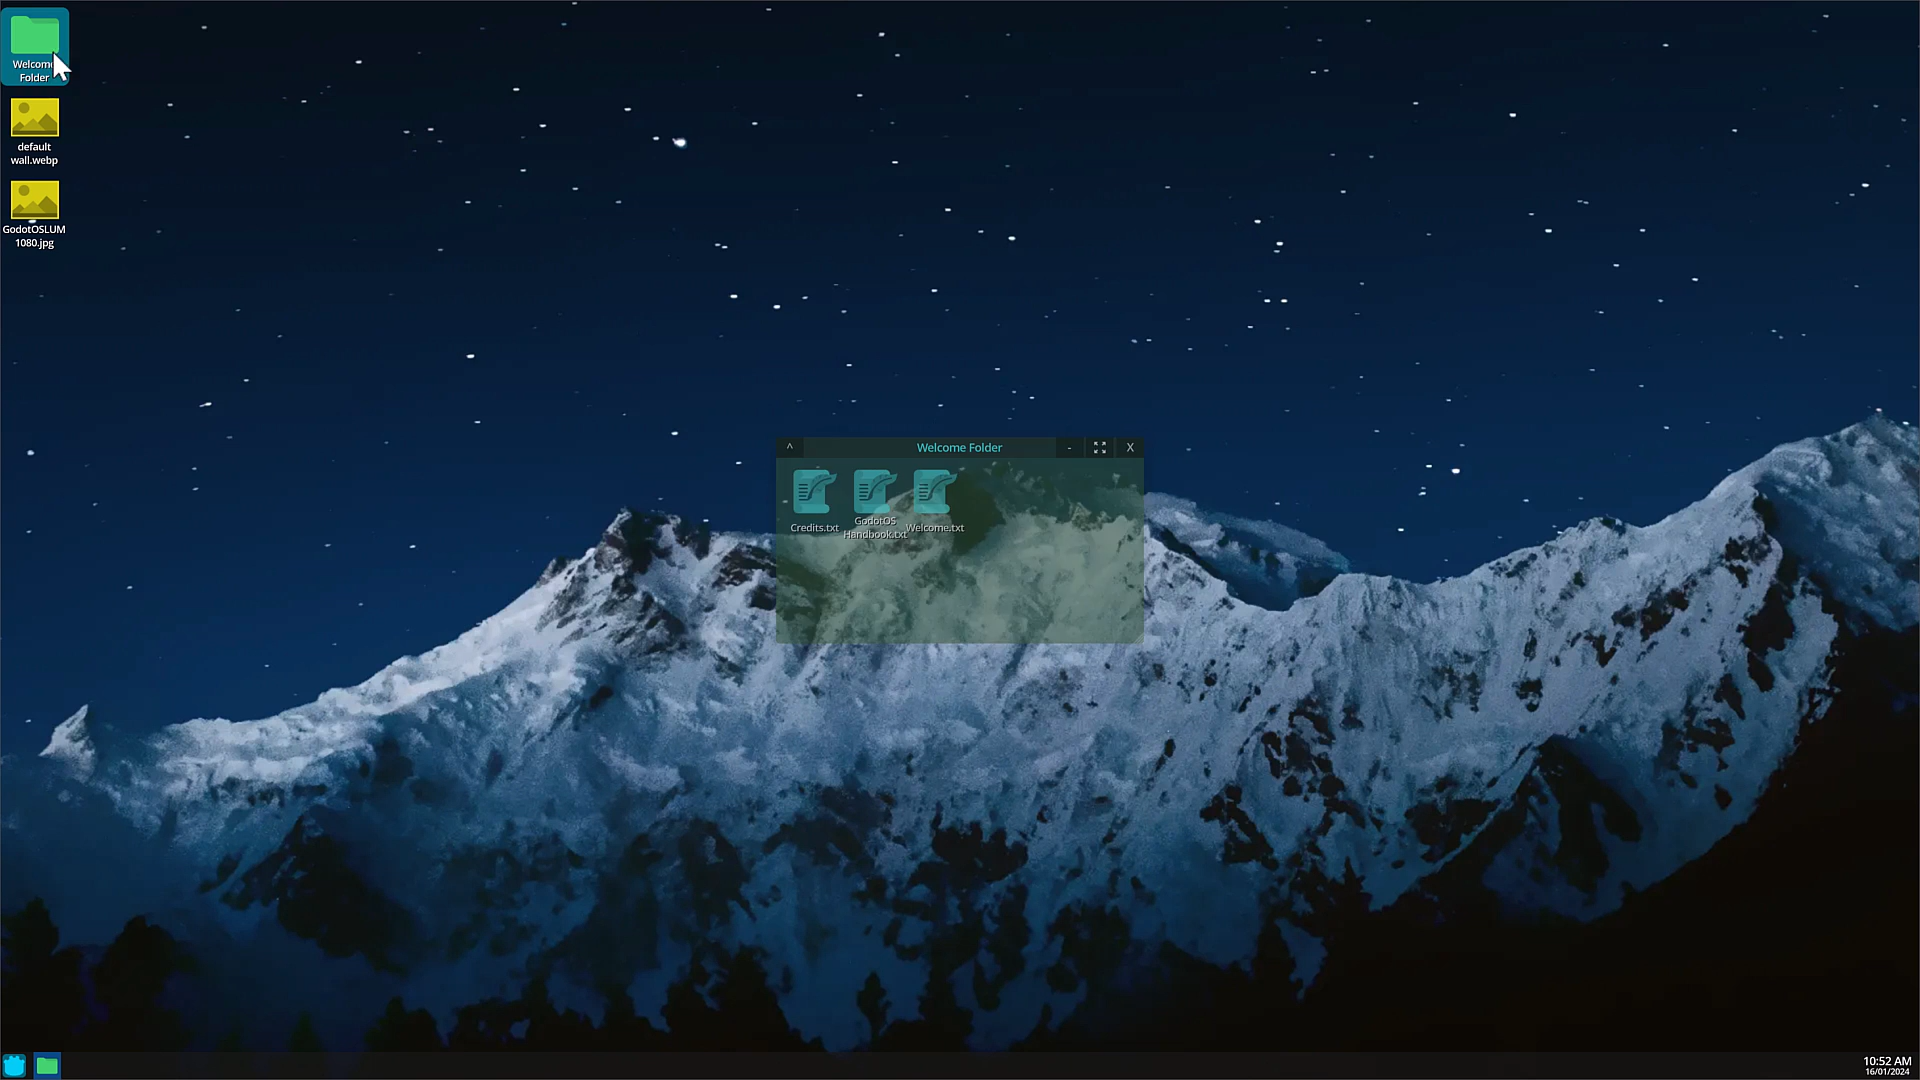 Welcome
Folder
default
wall.webp
GodotOSLUM
1080.jpg
^ Welcome Folder - X
Credits.txt
GodotOS
Handbook.txt
Welcome.txt
10:52 AM
16/01/2024